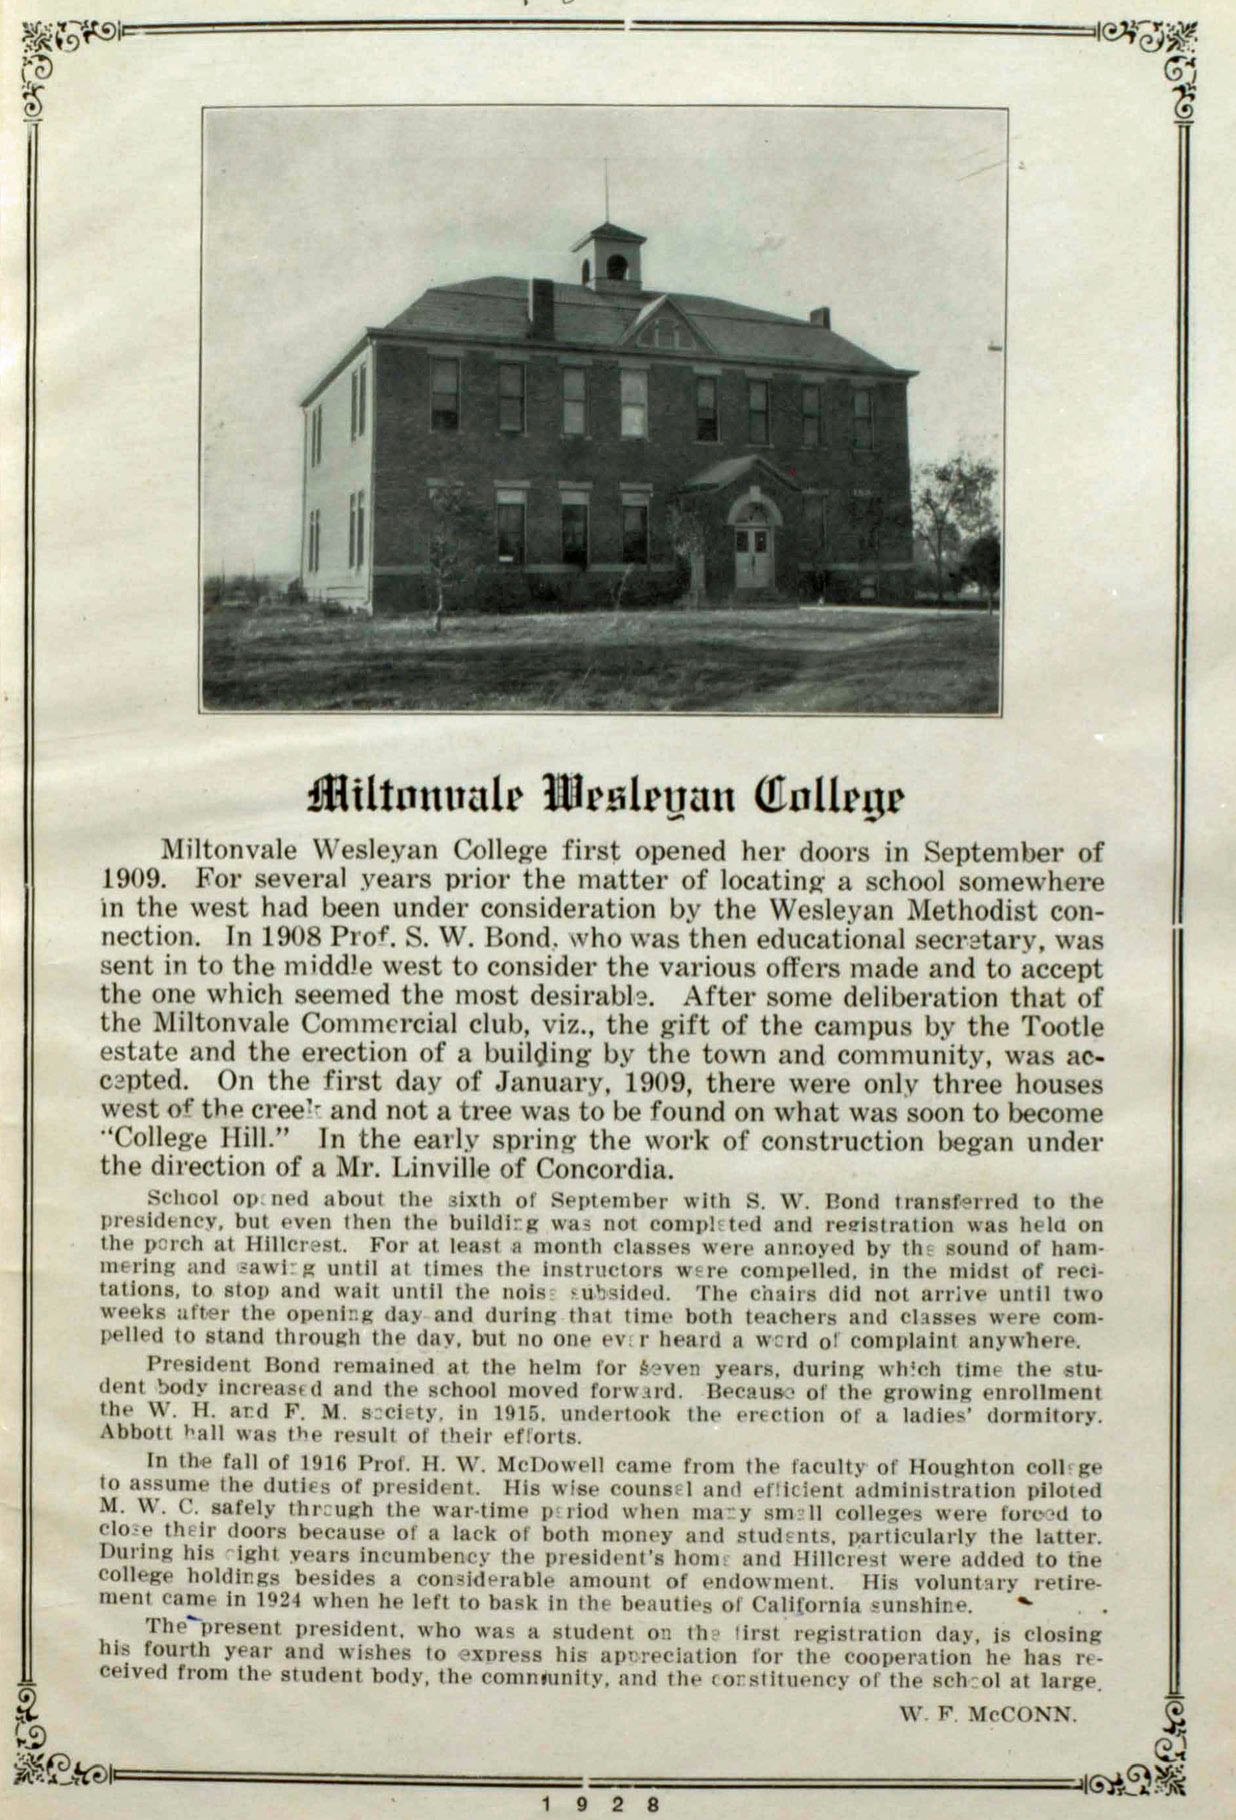 Miltonvale Wesleyan College
Miltonvale Wesleyan College first opened her doors in September of
1909. For several years prior the matter of locating a school somewhere
in the west had been under consideration by the Wesleyan Methodist con-
nection. In 1908 Prof. S. W. Bond, who was then educational secretary, was
sent in to the middle west to consider the various offers made and to accept
the one which seemed the most desirable. After some deliberation that of
the Miltonvale Commercial club, viz., the gift of the campus by the Tootle
estate and the erection of a building by the town and community, was ac-
cepted. On the first day of January, 1909, there were only three houses
west of the creek and not a tree was to be found on what was soon to become
"College Hill." In the early spring the work of construction began under
the direction of a Mr. Linville of Concordia.
School opened about the sixth of September with S. W. Bond transferred to the
presidency, but even then the building was not completed and registration was held on
the porch at Hillcrest. For at least a month classes were annoyed by the sound of ham-
mering and sawing until at times the instructors were compelled, in the midst of reci-
tations, to stop and wait until the noise subsided. The chairs did not arrive until two
weeks after the opening day and during that time both teachers and classes were com-
pelled to stand through the day, but no one ever heard a word of complaint anywhere.
President Bond remained at the helm for seven years, during which time the stu-
dent body increased and the school moved forward. Because of the growing enrollment
the W. H. and F. M. society, in 1915, undertook the erection of a ladies' dormitory.
Abbott hall was the result of their efforts.
In the fall of 1916 Prof. H. W. McDowell came from the faculty of Houghton college
to assume the duties of president. His wise counsel and efficient administration piloted
M. W. C. safely through the war-time period when many small colleges were forced to
close their doors because of a lack of both money and students, particularly the latter.
During his eight years incumbency the president's home and Hillcrest were added to the
college holdings besides a considerable amount of endowment. His voluntary retire-
ment came in 1924 when he left to bask in the beauties of California sunshine.
The present president, who was a student on the first registration day, is closing
his fourth year and wishes to express his appreciation for the cooperation he has re-
ceived from the student body, the community, and the constituency of the school at large.
W. F. McCONN.
1 9 2 8